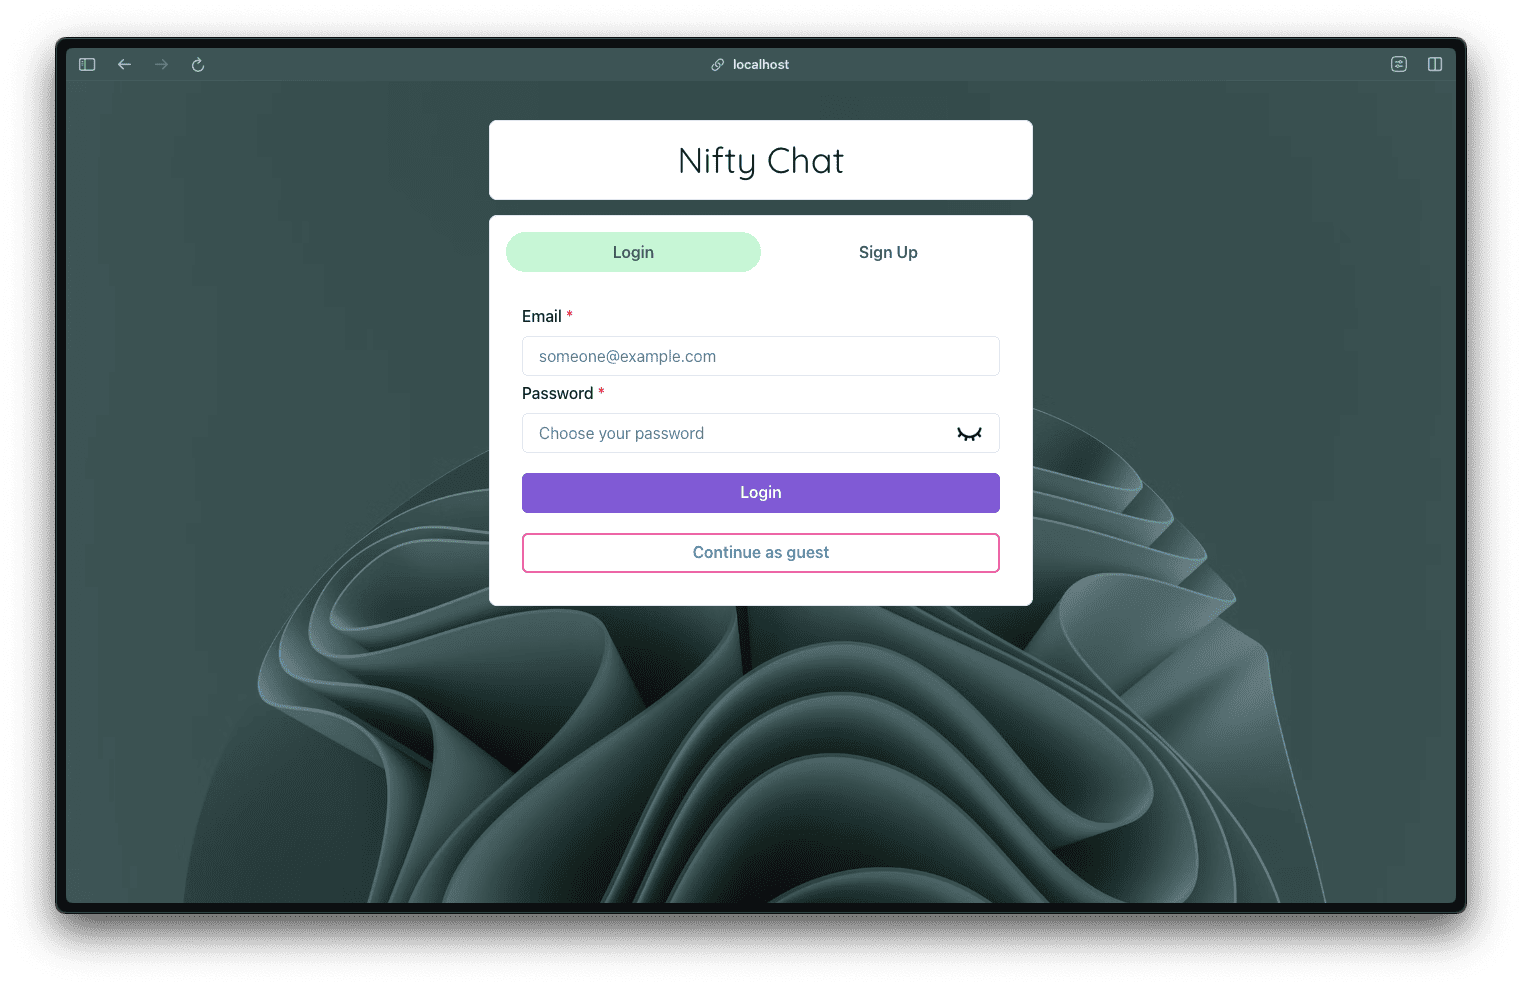 localhost
Nifty Chat
Login Sign Up
Email *
someone@example.com
Password *
Choose your password
Login
Continue as guest